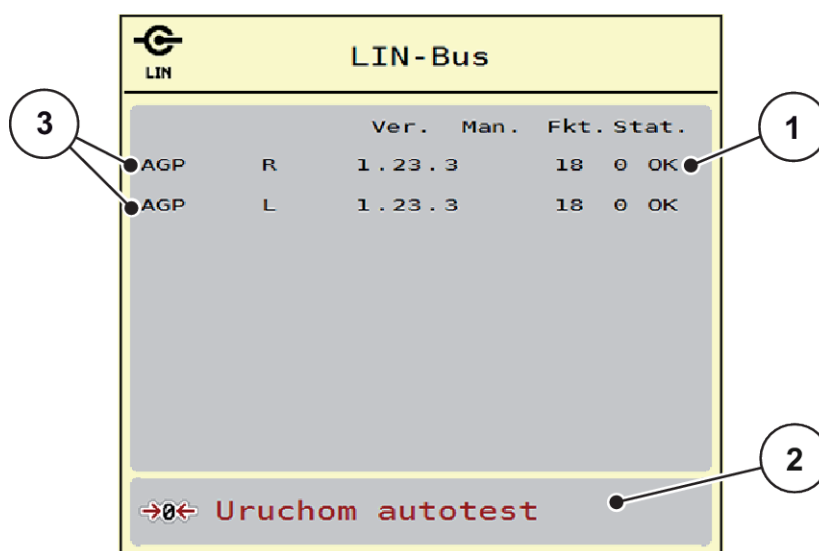 LIN
LIN-Bus
Ver. Man. Fkt. Stat.
AGP R 1.23.3 18 0 OK
AGP L 1.23.3 18 0 OK
→0← Uruchom autotest
3
1
2